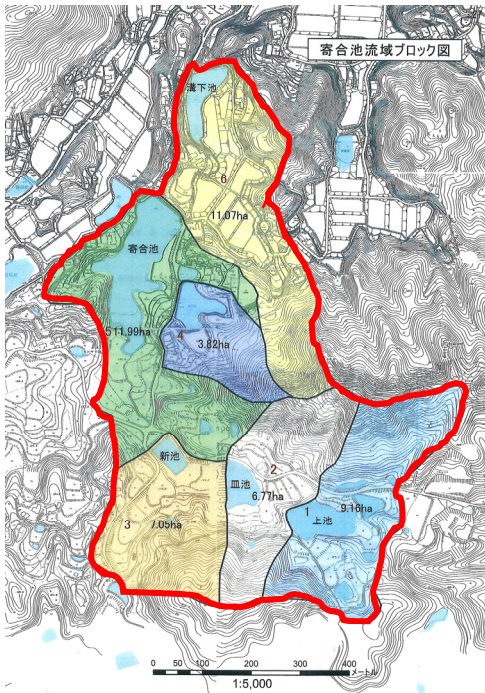 寄合池流域ブロック図
溝下池
6
11.07ha
寄合池
5
11.99ha
4
3.82ha
新池
2
皿池
6.77ha
3
7.05ha
1
9.16ha
上池
0 50 100 200 300 400
メートル
1:5,000